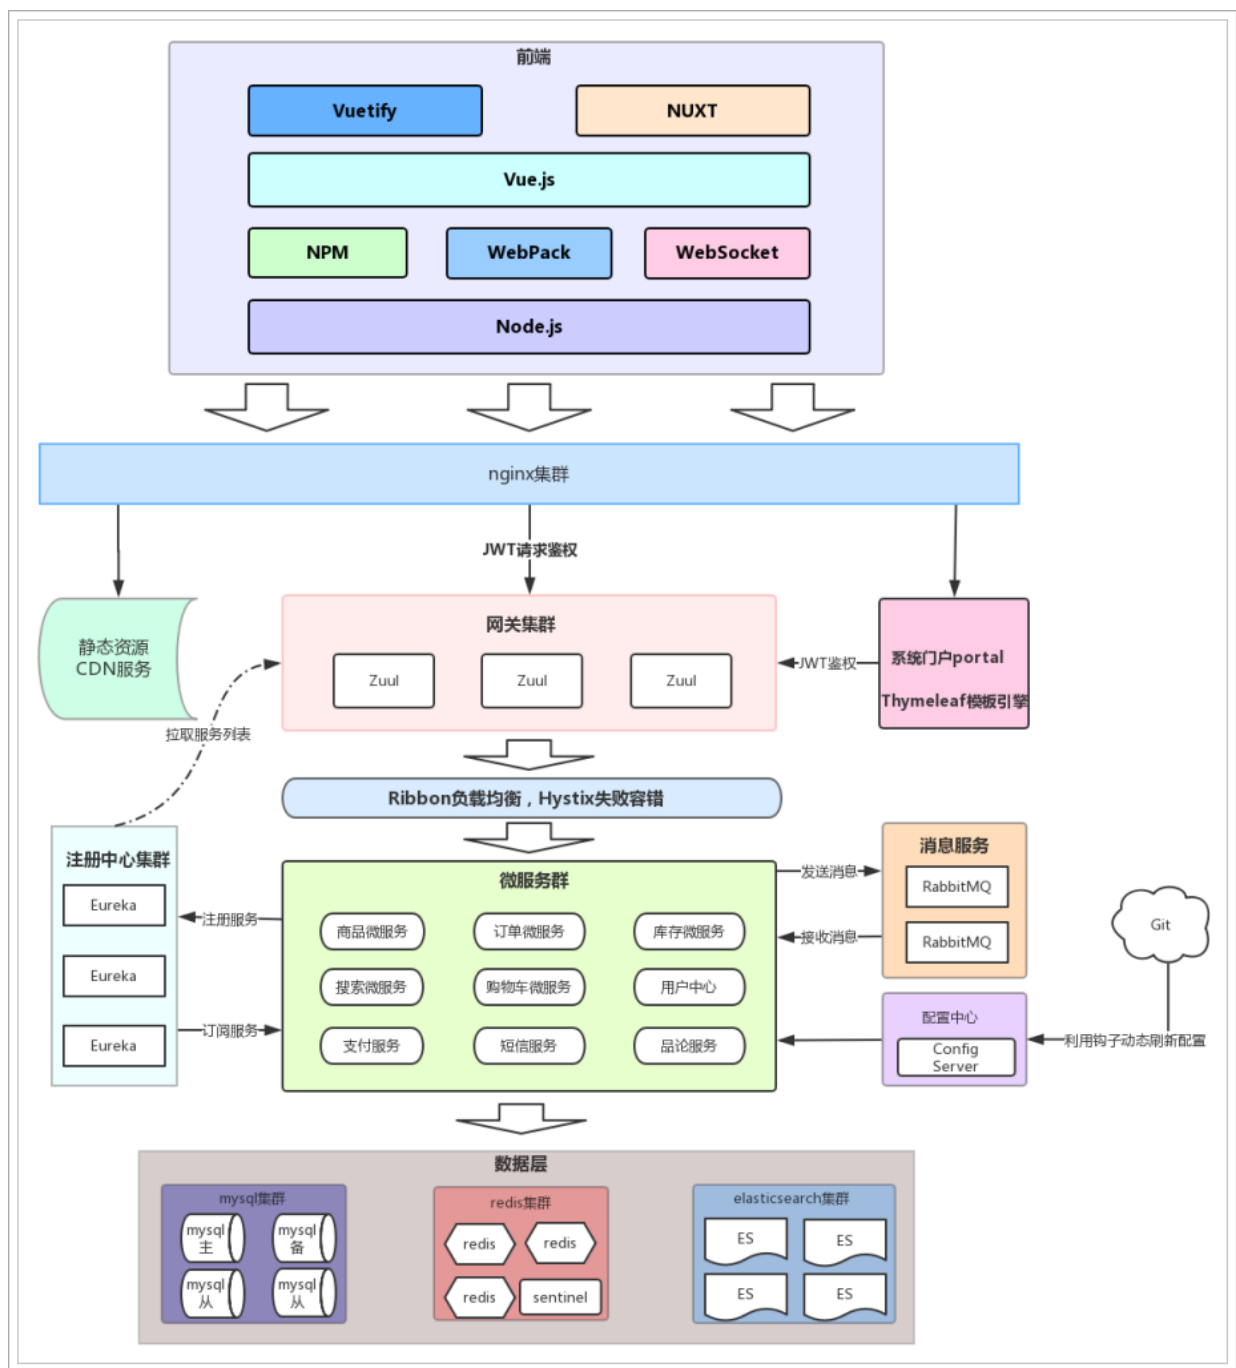 前端
Vuetify
NUXT
Vue.js
NPM
WebPack
WebSocket
Node.js
nginx集群
JWT请求鉴权
静态资源
CDN服务
网关集群
Zuul
Zuul
Zuul
JWT鉴权
系统门户portal
Thymeleaf模板引擎
拉取服务列表
Ribbon负载均衡，Hystix失败容错
注册中心集群
Eureka
Eureka
Eureka
注册服务
订阅服务
微服务群
商品微服务
订单微服务
库存微服务
搜索微服务
购物车微服务
用户中心
支付服务
短信服务
品论服务
发送消息
接收消息
消息服务
RabbitMQ
RabbitMQ
Git
配置中心
Config
Server
利用钩子动态刷新配置
数据层
mysql集群
mysql
主
mysql
备
mysql
从
mysql
从
redis集群
redis
redis
redis
sentinel
elasticsearch集群
ES
ES
ES
ES